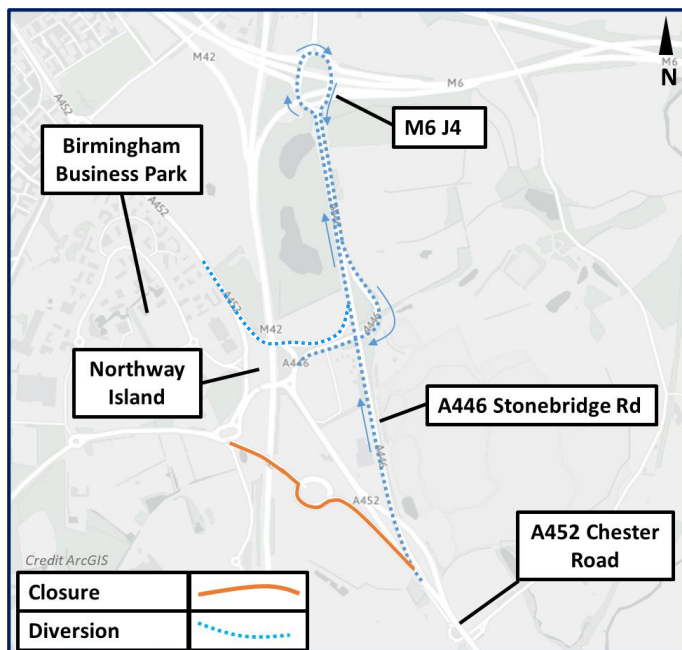 M42
M6
M6
N
A452
M6 J4
Birmingham
Business Park
A452
A452
A446
M42
A446
A446
Northway
Island
A446 Stonebridge Rd
A446
A452
A452 Chester
Road
Credit ArcGIS
Closure
Diversion